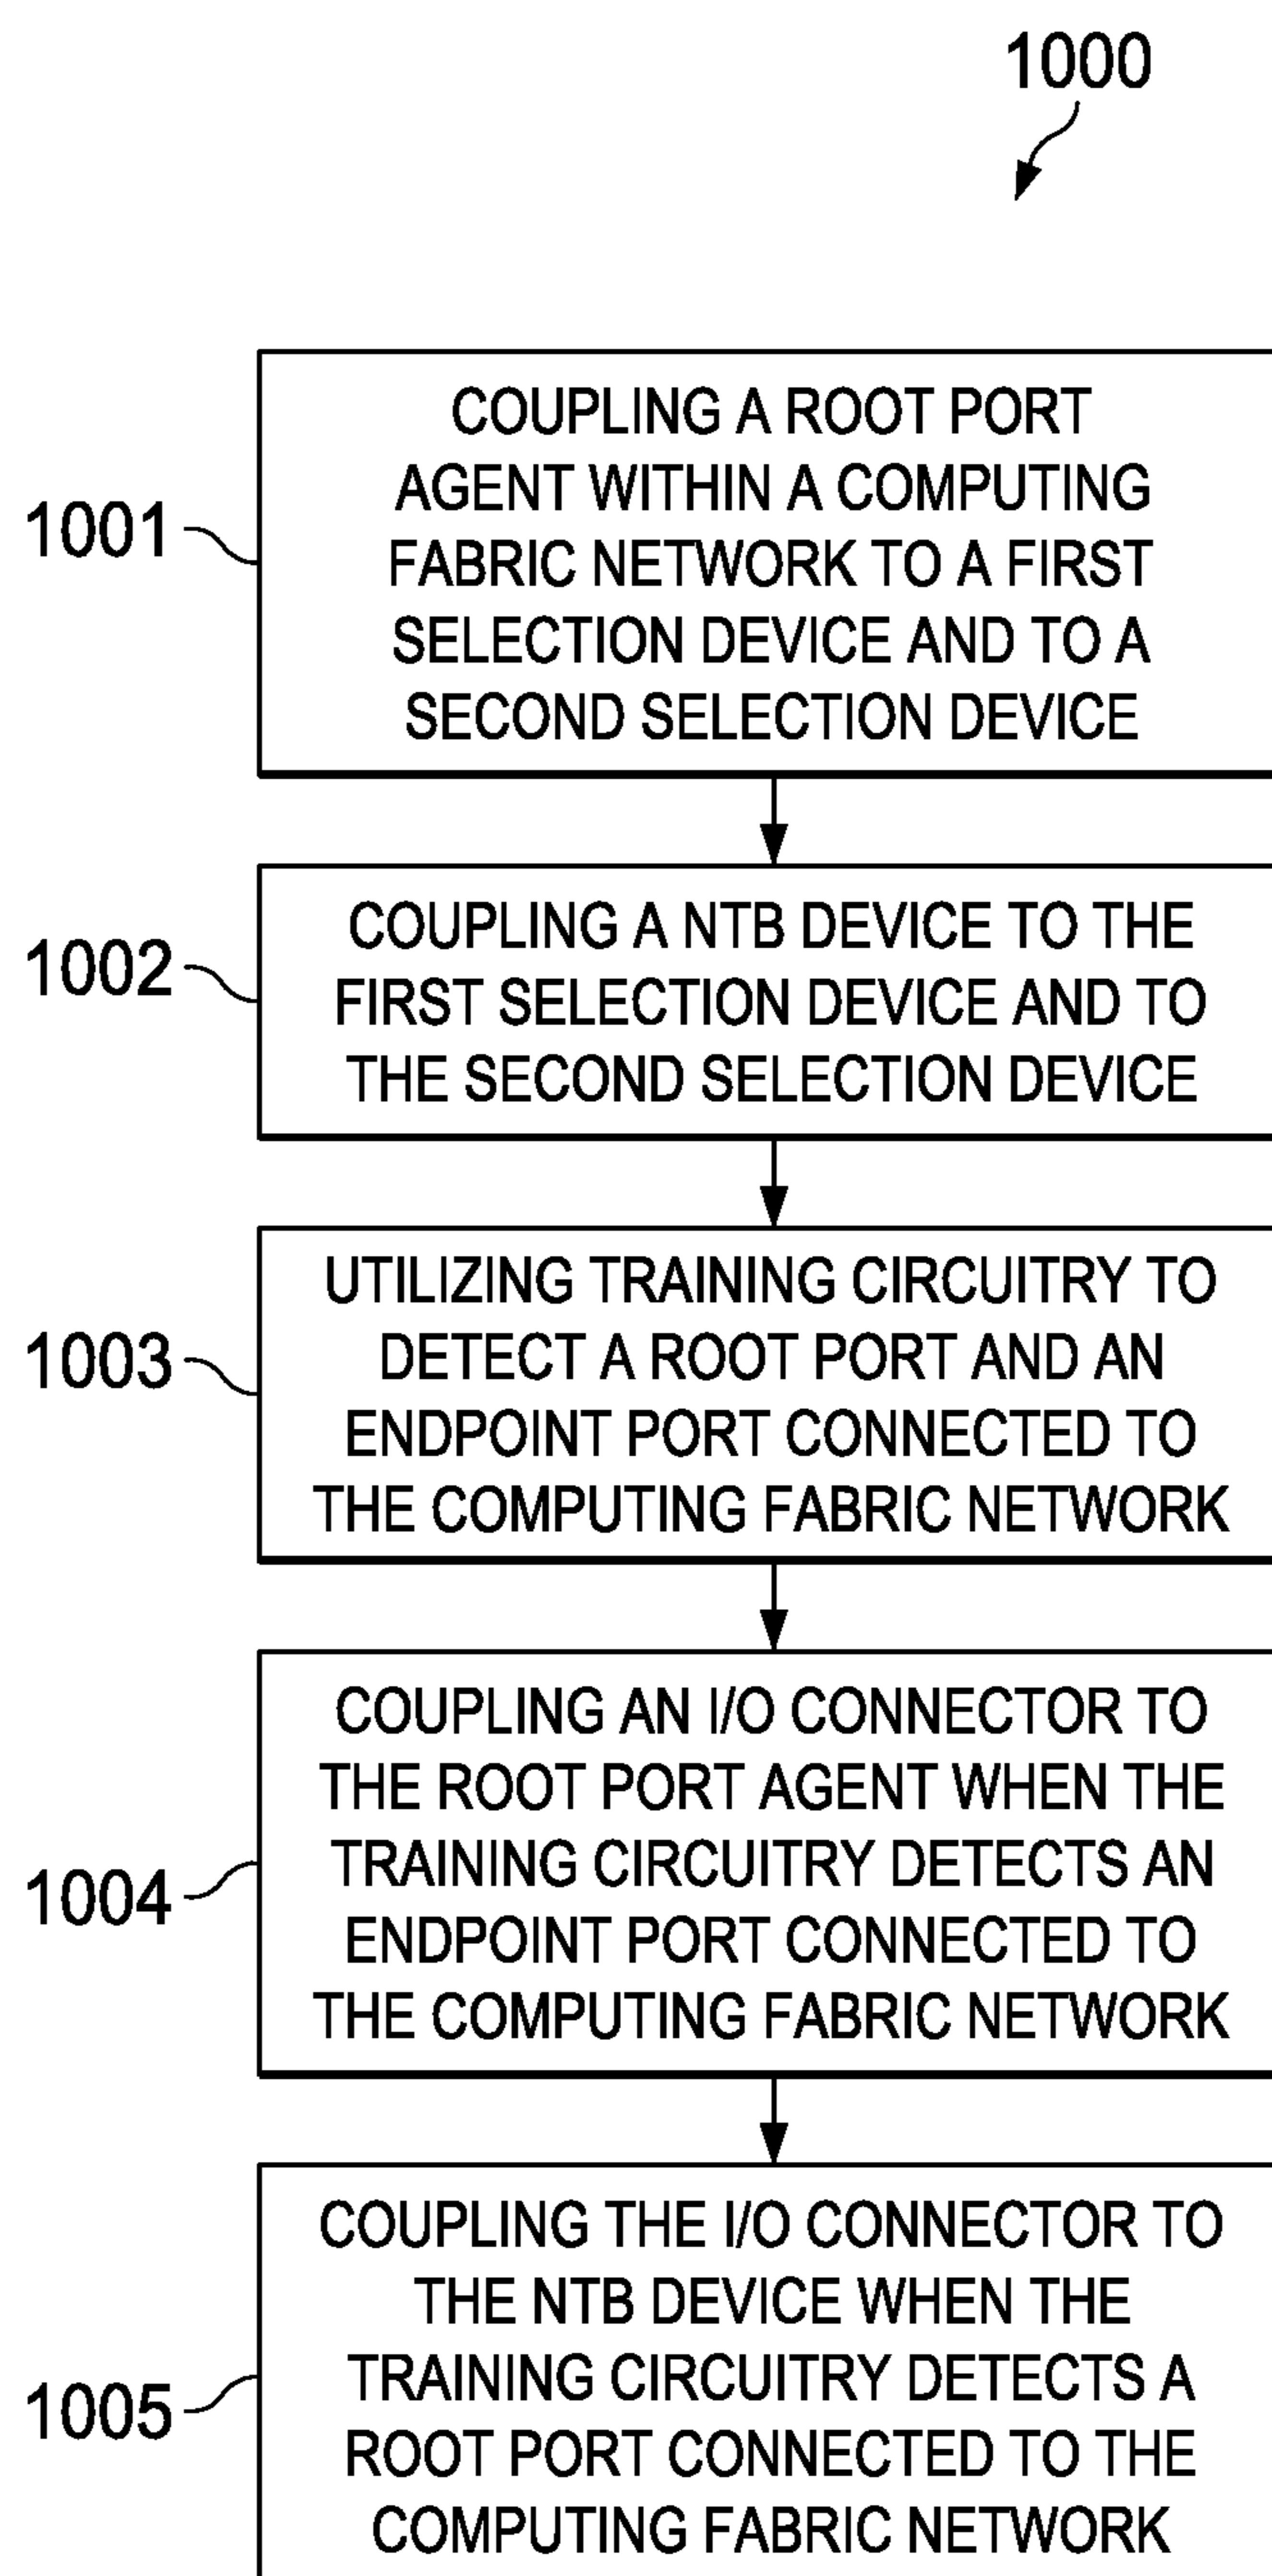 1000
1001
COUPLING A ROOT PORT
AGENT WITHIN A COMPUTING
FABRIC NETWORK TO A FIRST
SELECTION DEVICE AND TO A
SECOND SELECTION DEVICE
1002
COUPLING A NTB DEVICE TO THE
FIRST SELECTION DEVICE AND TO
THE SECOND SELECTION DEVICE
1003
UTILIZING TRAINING CIRCUITRY TO
DETECT A ROOT PORT AND AN
ENDPOINT PORT CONNECTED TO
THE COMPUTING FABRIC NETWORK
1004
COUPLING AN I/O CONNECTOR TO
THE ROOT PORT AGENT WHEN THE
TRAINING CIRCUITRY DETECTS AN
ENDPOINT PORT CONNECTED TO
THE COMPUTING FABRIC NETWORK
1005
COUPLING THE I/O CONNECTOR TO
THE NTB DEVICE WHEN THE
TRAINING CIRCUITRY DETECTS A
ROOT PORT CONNECTED TO THE
COMPUTING FABRIC NETWORK